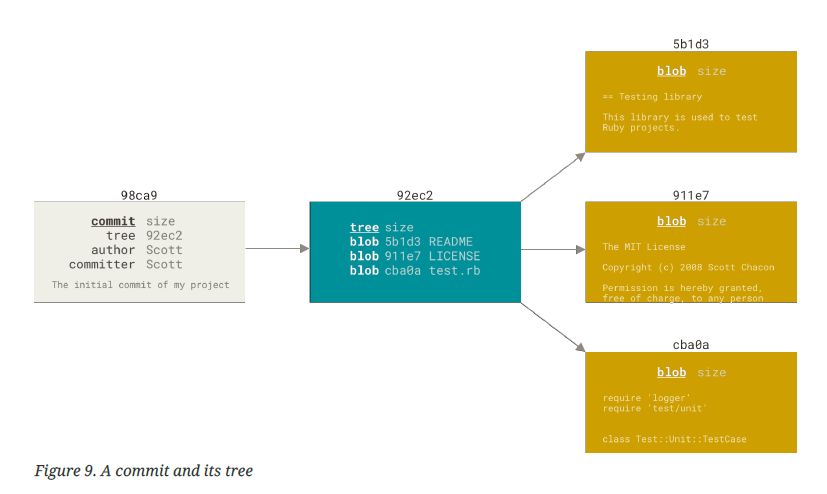 98ca9
commit size
tree 92ec2
author Scott
committer Scott
The initial commit of my project
92ec2
tree size
blob 5b1d3 README
blob 911e7 LICENSE
blob cba0a test.rb
5b1d3
blob size
== Testing library
This library is used to test
Ruby projects.
911e7
blob size
The MIT License
Copyright (c) 2008 Scott Chacon
Permission is hereby granted,
free of charge, to any person
cba0a
blob size
require 'logger'
require 'test/unit'
class Test::Unit::TestCase
Figure 9. A commit and its tree